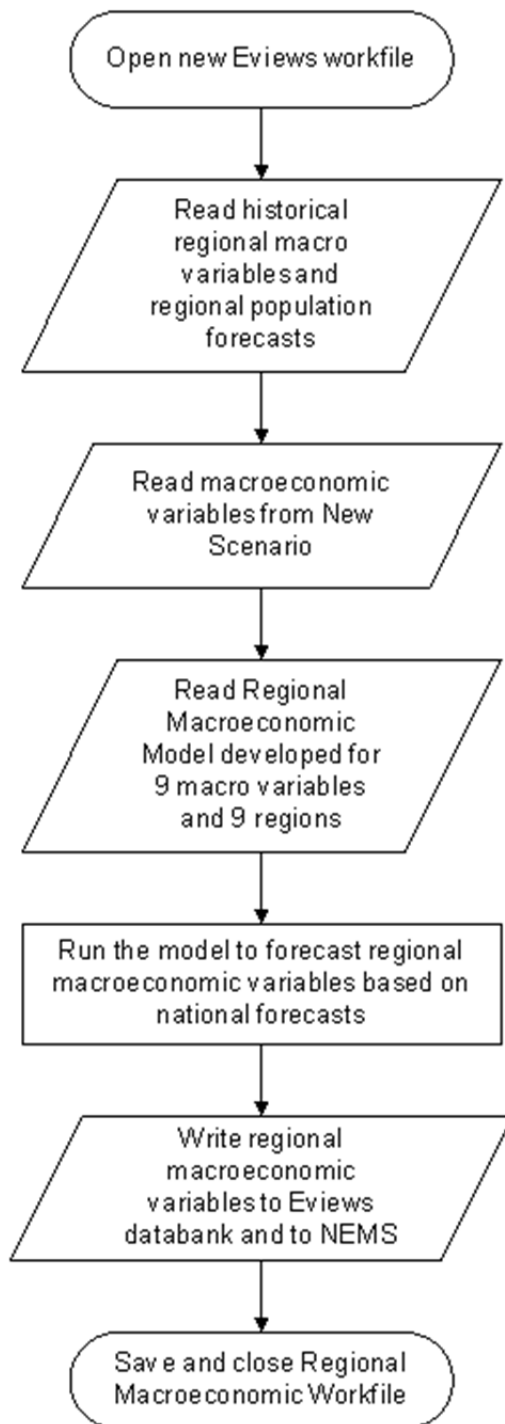 Open new Eviews workfile
Read historical
regional macro
variables and
regional population
forecasts
Read macroeconomic
variables from New
Scenario
Read Regional
Macroeconomic
Model developed for
9 macro variables
and 9 regions
Run the model to forecast regional
macroeconomic variables based on
national forecasts
Write regional
macroeconomic
variables to Eviews
databank and to NEMS
Save and close Regional
Macroeconomic Workfile